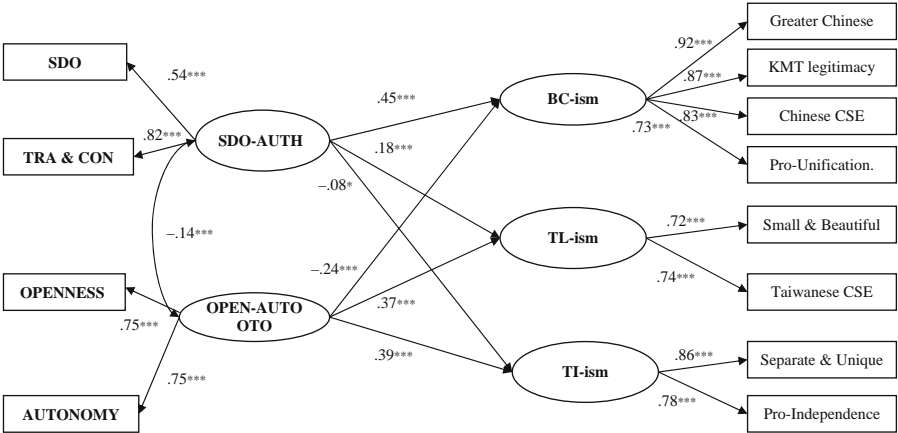 Greater Chinese
.92***
SDO
KMT legitimacy
.54***
.87***
.45***
BC-ism
Chinese CSE
.83***
.73***
.82***
SDO-AUTH
.18***
TRA & CON
Pro-Unification.
–.08*
.72***
Small & Beautiful
–.14***
TL-ism
–.24***
.74***
OPENNESS
Taiwanese CSE
OPEN-AUTO
OTO
.37***
.75***
.39***
.86***
Separate & Unique
TI-ism
.75***
.78***
AUTONOMY
Pro-Independence